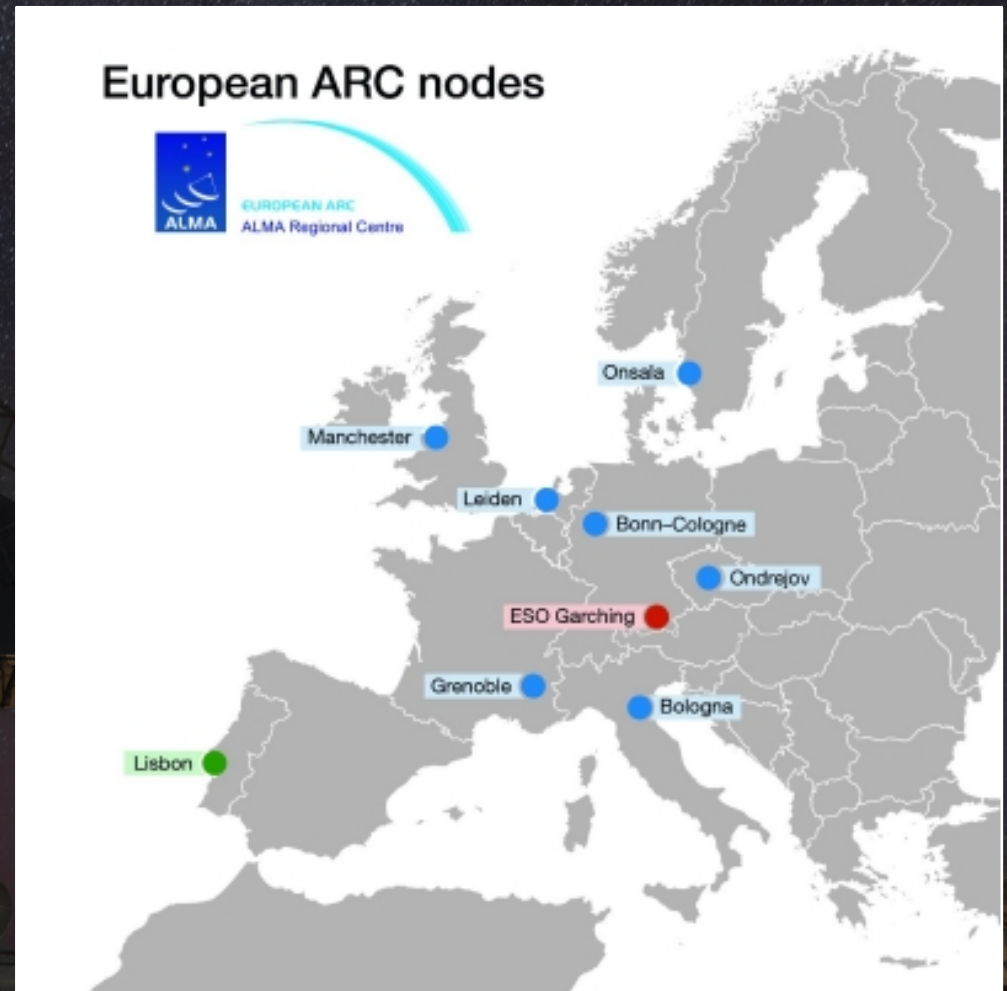 European ARC nodes
ALMA
EUROPEAN ARC
ALMA Regional Centre
Onsala
Manchester
Leiden
Bonn–Cologne
Ondrejov
ESO Garching
Grenoble
Bologna
Lisbon